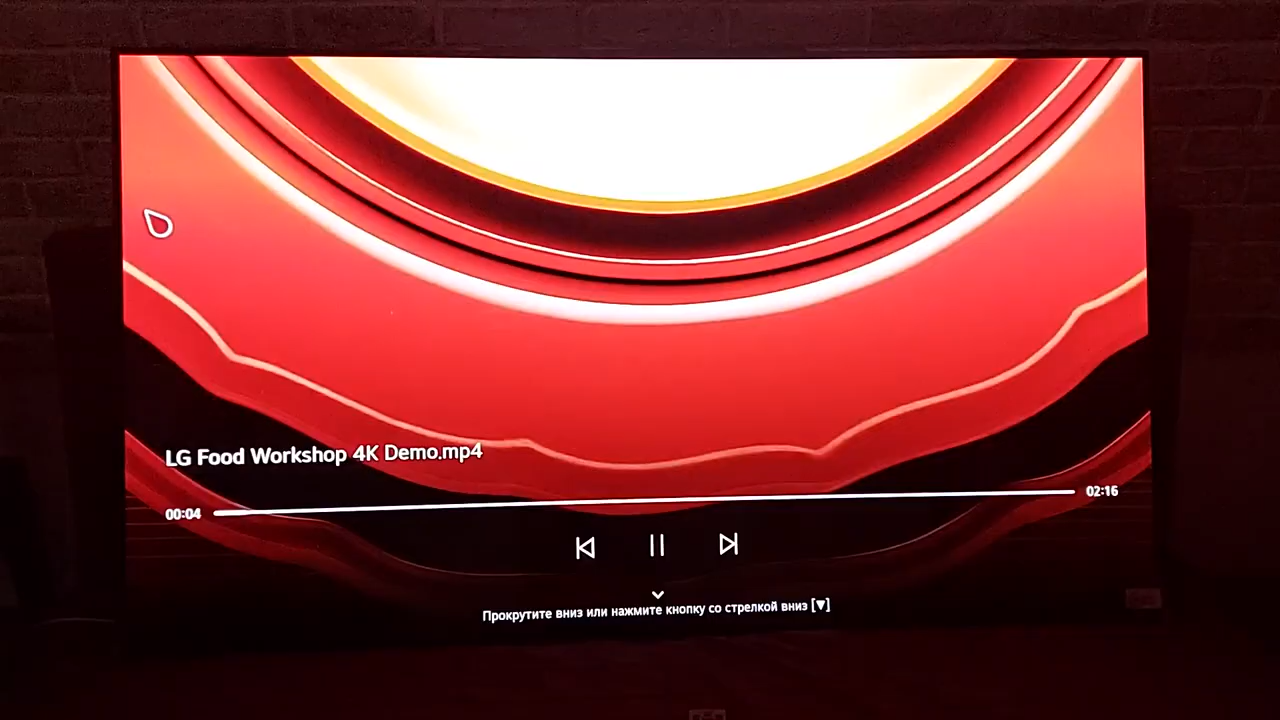 LG Food Workshop 4K Demo.mp4
00:04
02:16
Прокрутите вниз или нажмите кнопку со стрелкой вниз [▼]